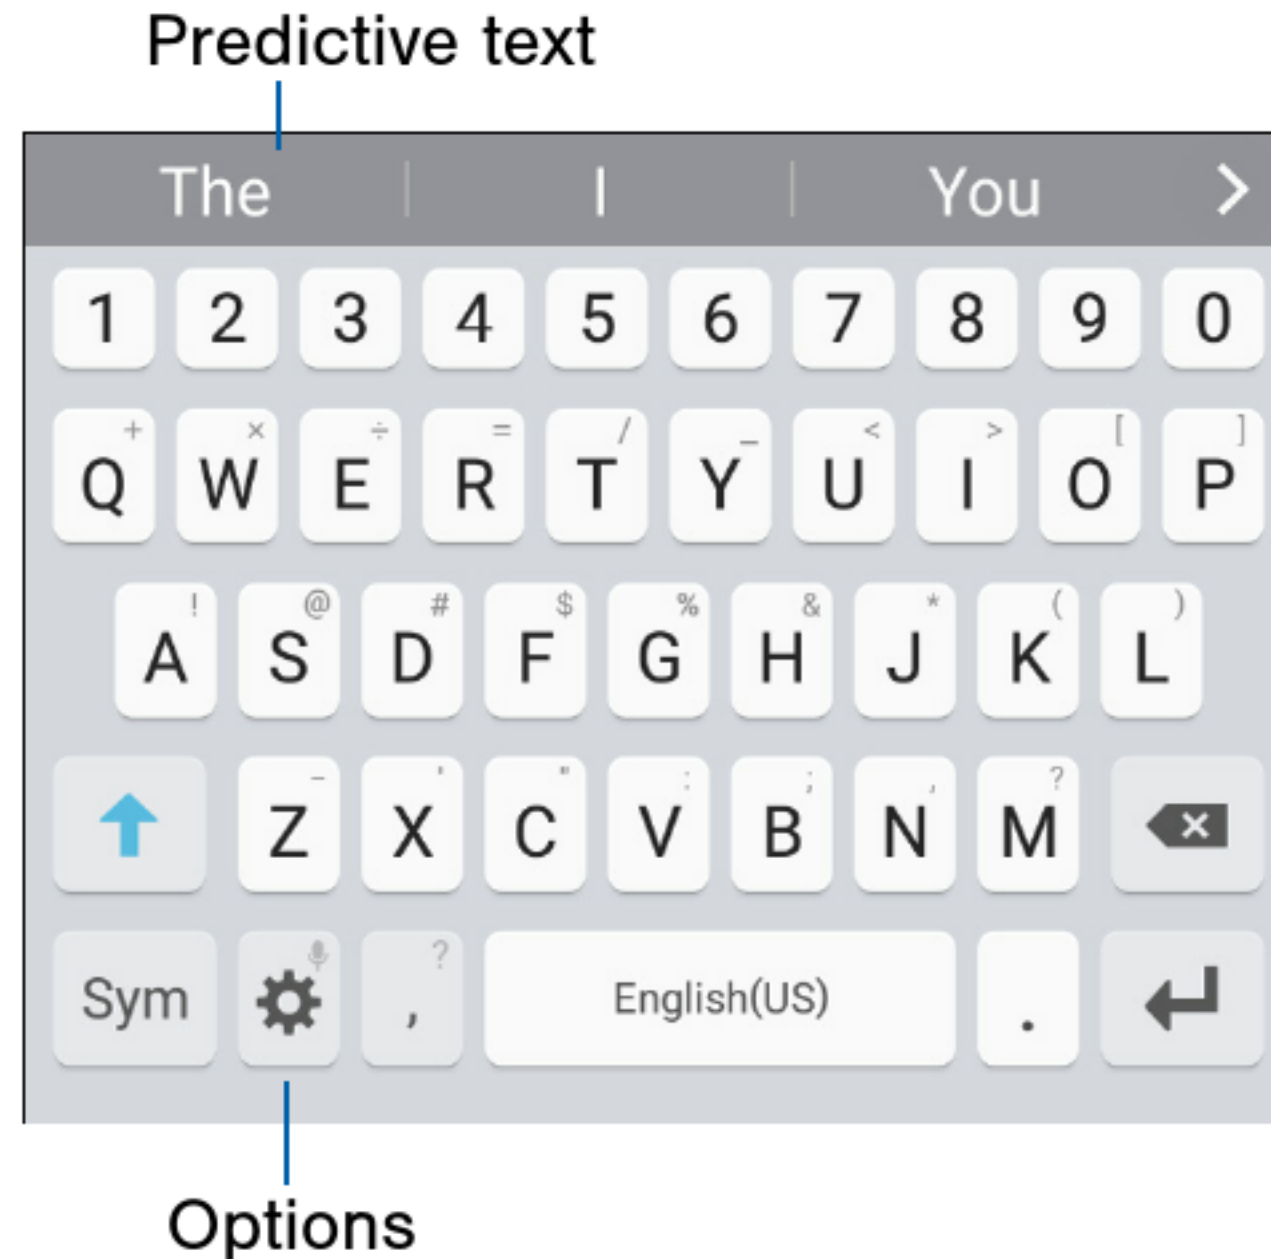 Predictive text
The I You
1 2 3 4 5 6 7 8 9 0
+ × ÷ = / _ < > [ ]
Q W E R T Y U I O P
! @ # $ % & * ( )
A S D F G H J K L
- ' " : ; , ?
Z X C V B N M
?
Sym , English(US) .
Options